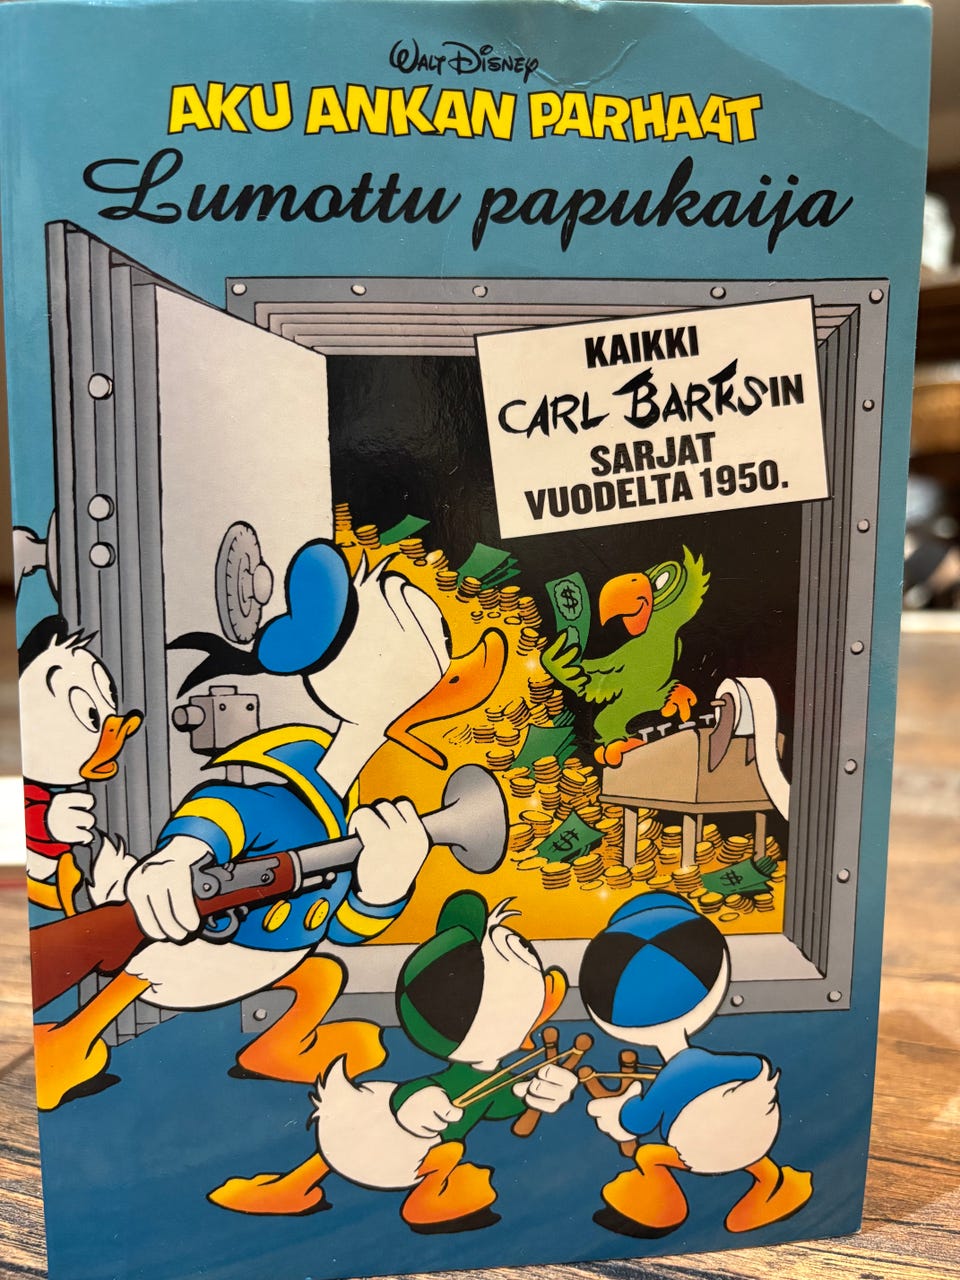 WALT DISNEY
AKU ANKAN PARHAAT
Lumottu papukaija
KAIKKI
CARL BARKSIN
SARJAT
VUODELTA 1950.
$
$
$